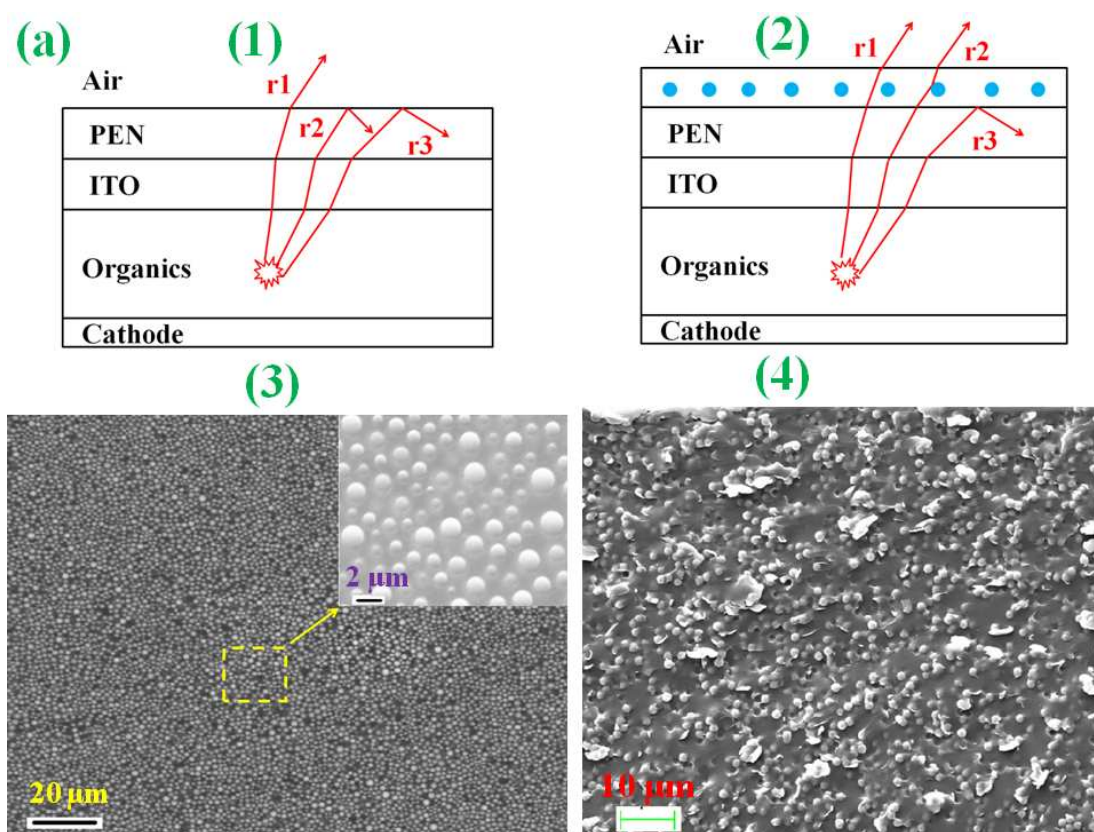 (a)
(1)
Air
r1
PEN
r2
r3
ITO
Organics
Cathode
(2)
Air
r1
r2
PEN
r3
ITO
Organics
Cathode
(3)
2 μm
20 μm
(4)
10 μm